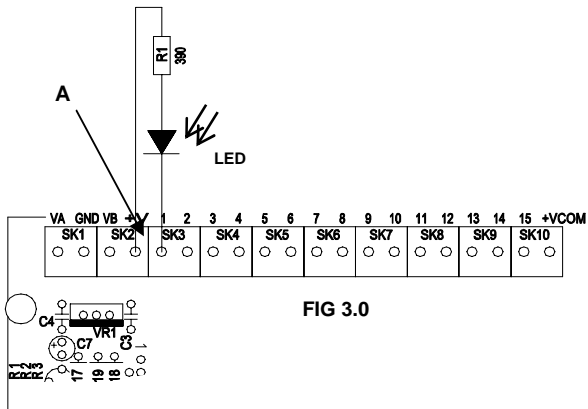 R1
390
A
LED
VA GND VB +V 1 2 3 4 5 6 7 8 9 10 11 12 13 14 15 +VCOM
SK1 SK2 SK3 SK4 SK5 SK6 SK7 SK8 SK9 SK10
FIG 3.0
C4
VR1
C7
C3
1
R1
R2
R3
17
19
18